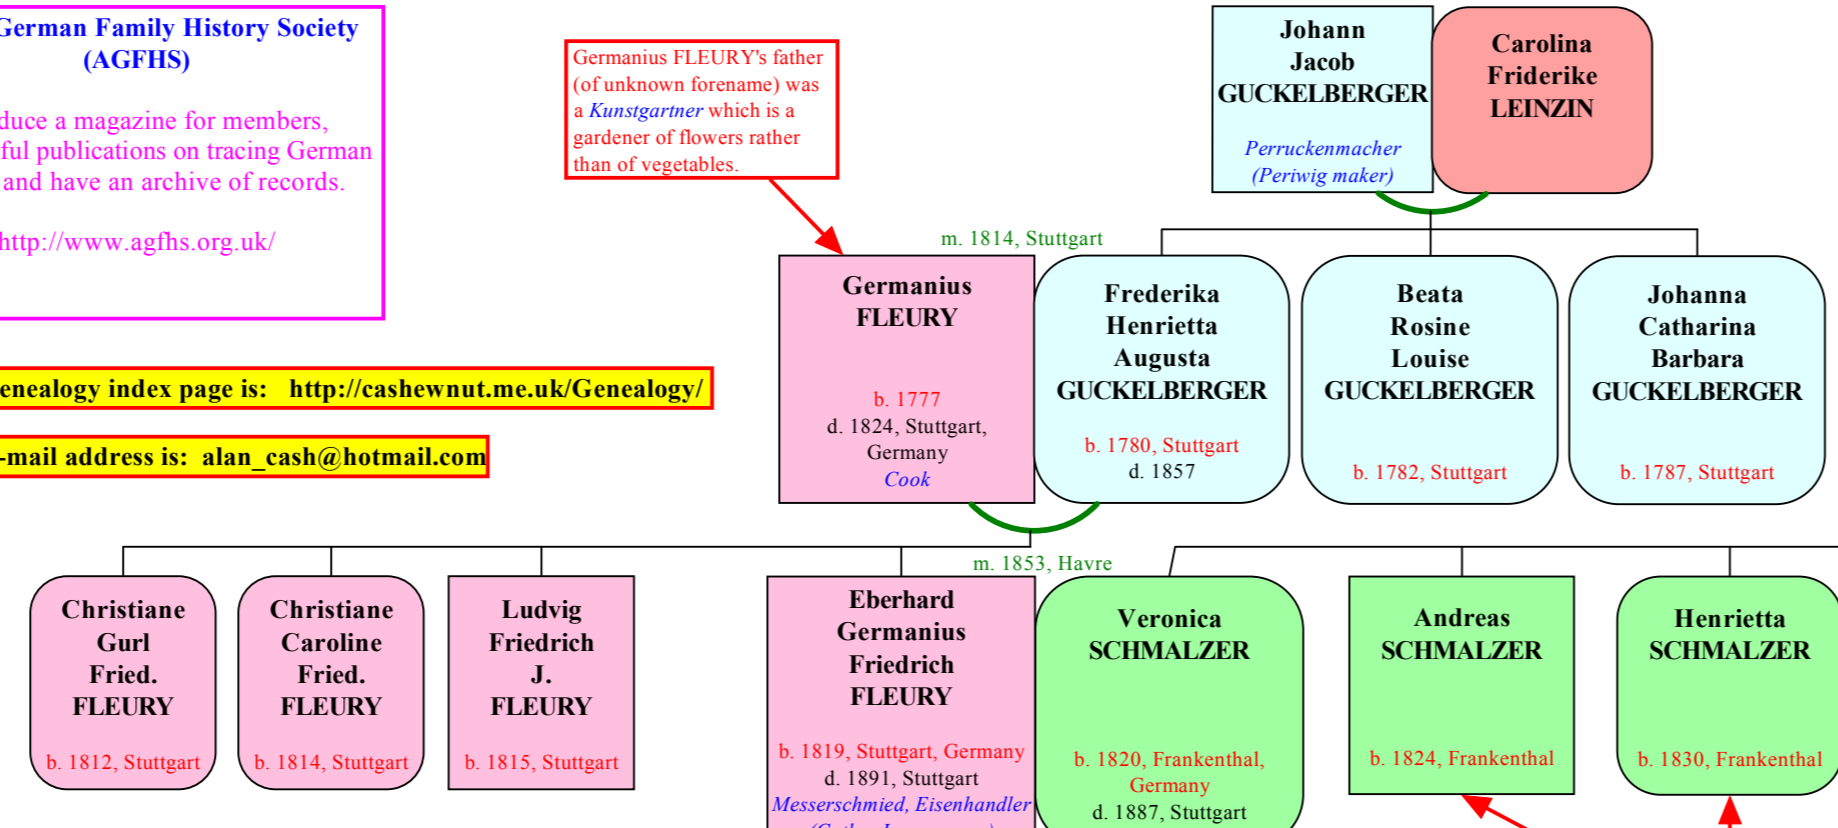 German Family History Society
(AGFHS)
duce a magazine for members,
ful publications on tracing German
and have an archive of records.
http://www.agfhs.org.uk/
enealogy index page is: http://cashewnut.me.uk/Genealogy/
-mail address is: alan_cash@hotmail.com
Germanius FLEURY's father
(of unknown forename) was
a Kunstgartner which is a
gardener of flowers rather
than of vegetables.
Johann
Jacob
GUCKELBERGER
Perruckenmacher
(Periwig maker)
Carolina
Friderike
LEINZIN
m. 1814, Stuttgart
Germanius
FLEURY
b. 1777
d. 1824, Stuttgart,
Germany
Cook
Frederika
Henrietta
Augusta
GUCKELBERGER
b. 1780, Stuttgart
d. 1857
Beata
Rosine
Louise
GUCKELBERGER
b. 1782, Stuttgart
Johanna
Catharina
Barbara
GUCKELBERGER
b. 1787, Stuttgart
m. 1853, Havre
Christiane
Gurl
Fried.
FLEURY
b. 1812, Stuttgart
Christiane
Caroline
Fried.
FLEURY
b. 1814, Stuttgart
Ludvig
Friedrich
J.
FLEURY
b. 1815, Stuttgart
Eberhard
Germanius
Friedrich
FLEURY
b. 1819, Stuttgart, Germany
d. 1891, Stuttgart
Messerschmied, Eisenhandler
Veronica
SCHMALZER
b. 1820, Frankenthal,
Germany
d. 1887, Stuttgart
Andreas
SCHMALZER
b. 1824, Frankenthal
Henrietta
SCHMALZER
b. 1830, Frankenthal